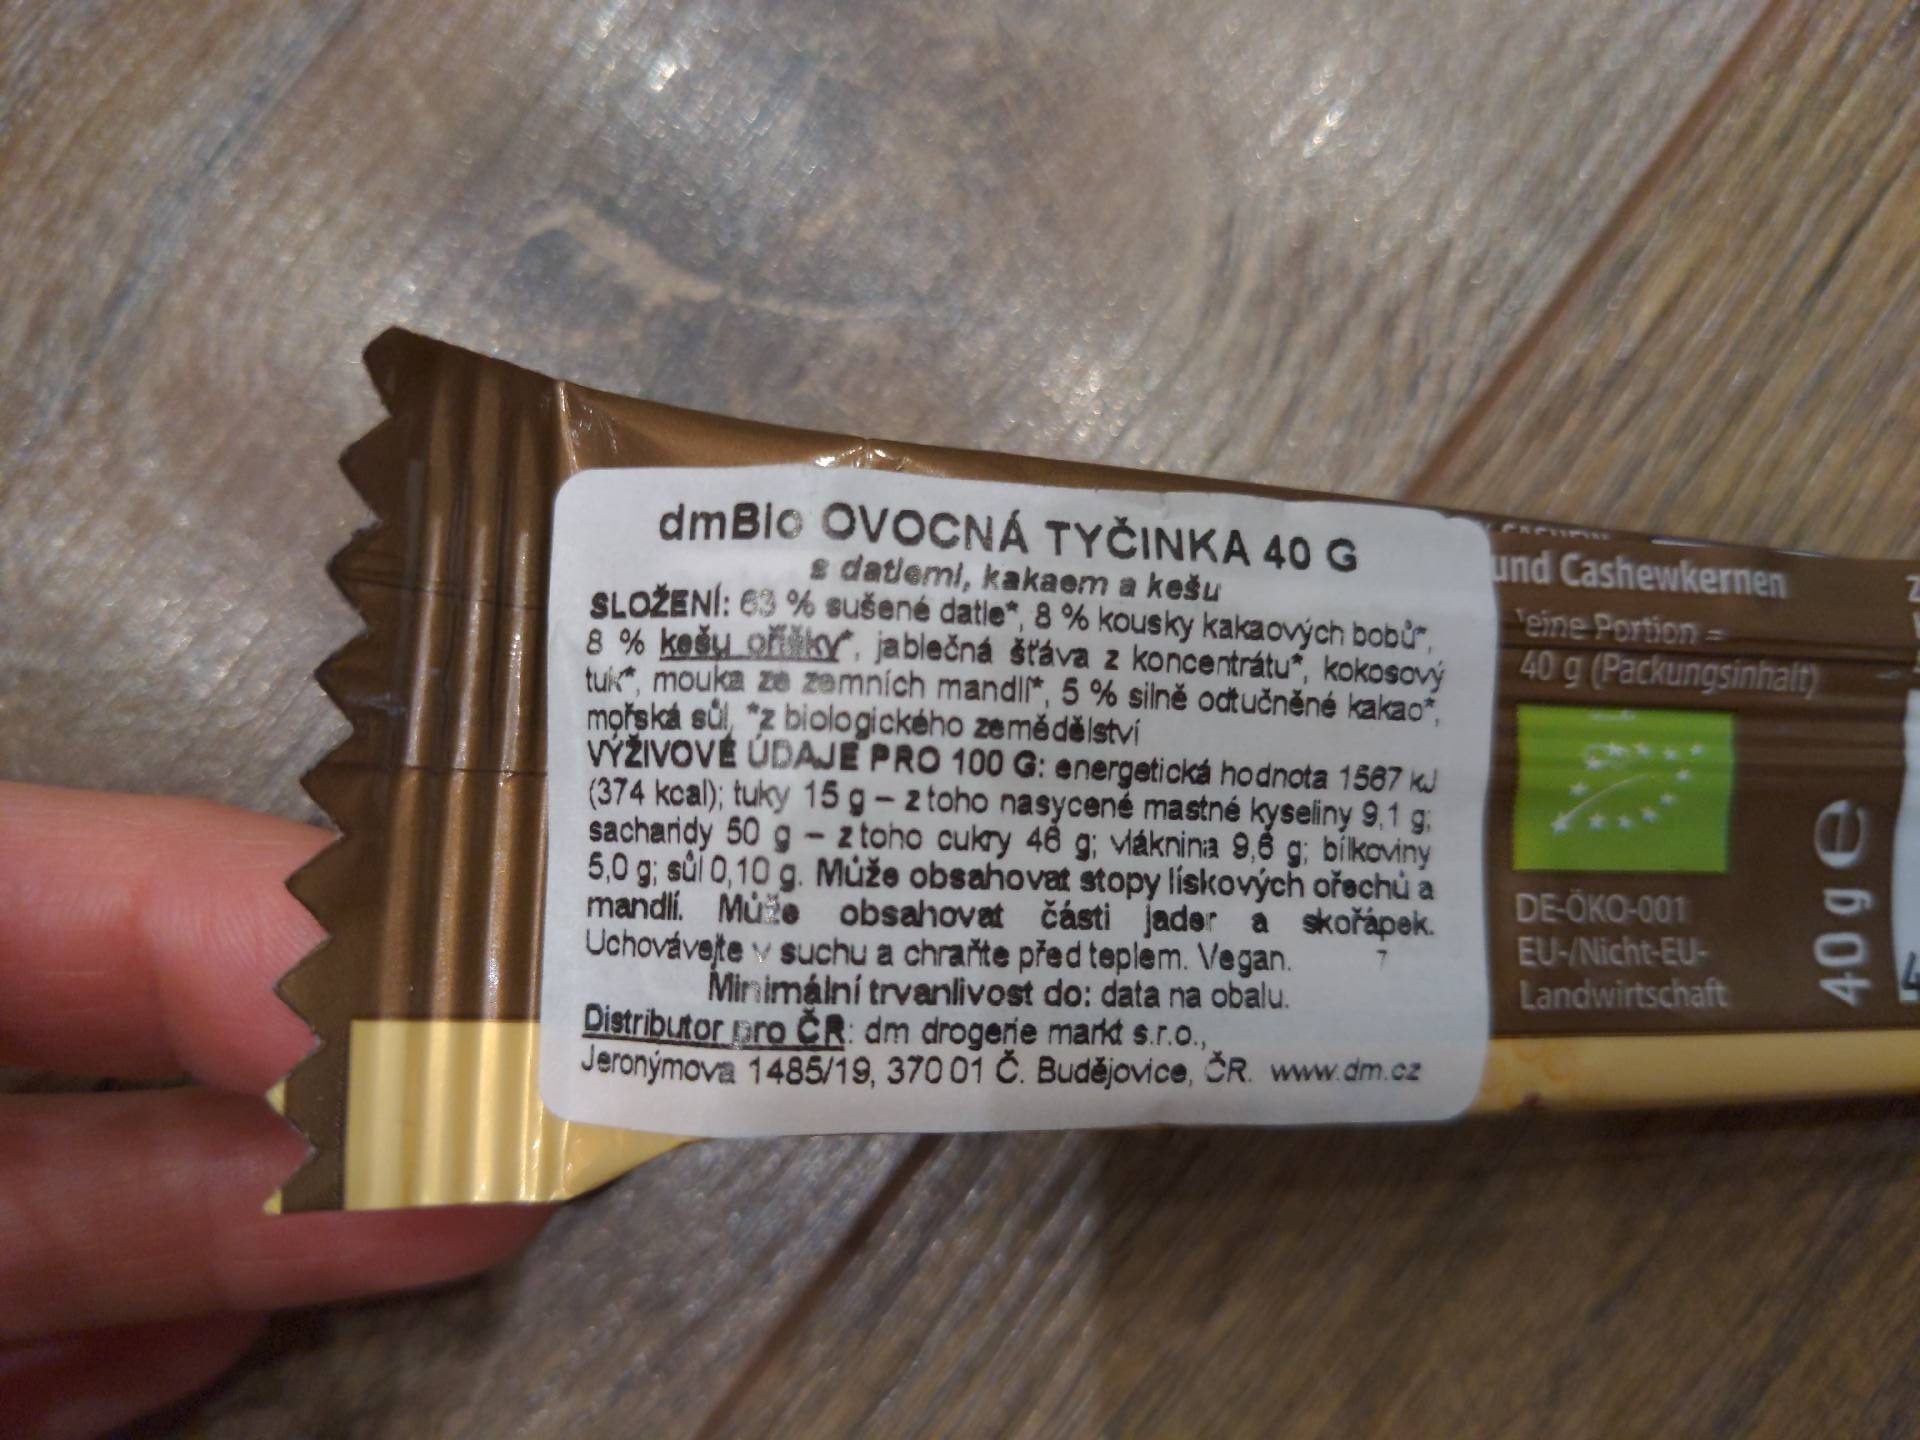 dmBio OVOCNÁ TYČINKA 40 G
s datlemi, kakaem a kešu
SLOŽENÍ: 63 % sušené datle*, 8 % kousky kakaových bobů*,
8 % kešu oříšky*, jablečná šťáva z koncentrátu*, kokosový
tuk*, mouka ze zemních mandlí*, 5 % silně odtučněné kakao*,
mořská sůl, *z biologického zemědělství
VÝŽIVOVÉ ÚDAJE PRO 100 G: energetická hodnota 1567 kJ
(374 kcal); tuky 15 g – z toho nasycené mastné kyseliny 9,1 g;
sacharidy 50 g – z toho cukry 46 g; vláknina 9,6 g; bílkoviny
5,0 g; sůl 0,10 g. Může obsahovat stopy lískových ořechů a
mandlí. Může obsahovat části jader a skořápek.
Uchovávejte v suchu a chraňte před teplem. Vegan. 7
Minimální trvanlivost do: data na obalu.
Distributor pro ČR: dm drogerie markt s.r.o.,
Jeronýmova 1485/19, 370 01 Č. Budějovice, ČR. www.dm.cz
und Cashewkernen
¹eine Portion =
40 g (Packungsinhalt)
DE-ÖKO-001
EU-/Nicht-EU-
Landwirtschaft
40 g e